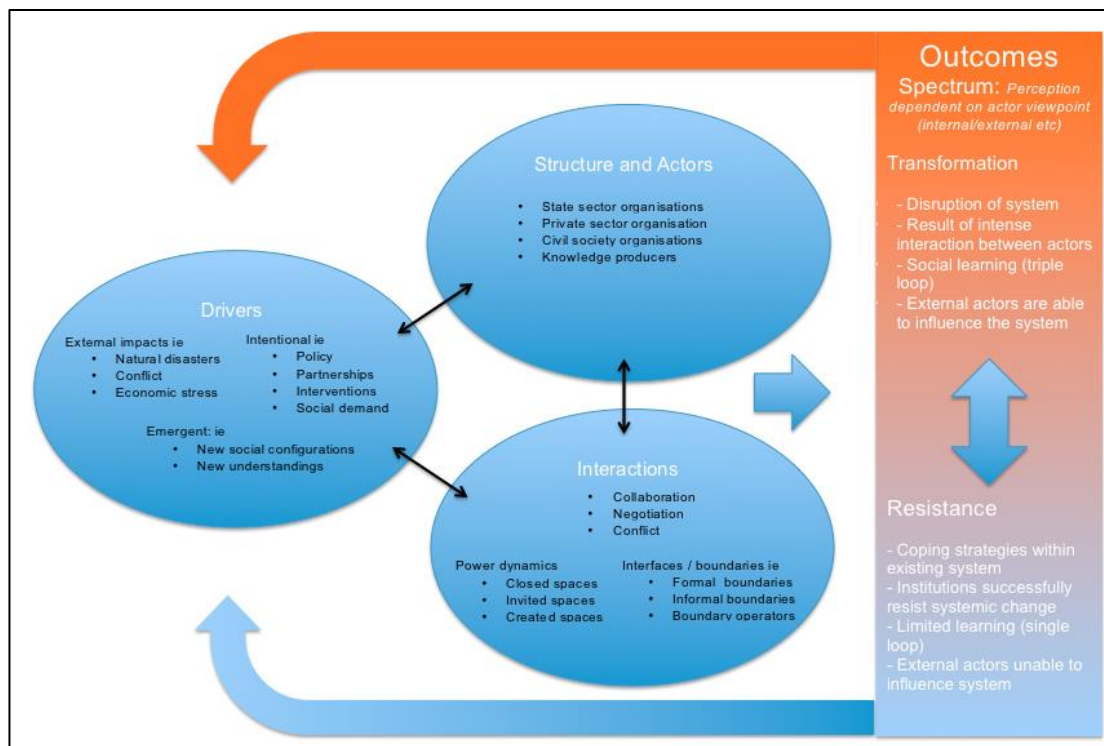 Outcomes
Spectrum: Perception
dependent on actor viewpoint
(internal/external etc)
Transformation
• - Disruption of system
• - Result of intense
interaction between actors
• - Social learning (triple
loop)
• - External actors are able
to influence the system
Resistance
- Coping strategies within
existing system
- Institutions successfully
resist systemic change
- Limited learning (single
loop)
- External actors unable to
influence system
Structure and Actors
• State sector organisations
• Private sector organisation
• Civil society organisations
• Knowledge producers
Drivers
External impacts ie
• Natural disasters
• Conflict
• Economic stress
Intentional ie
• Policy
• Partnerships
• Interventions
• Social demand
Emergent: ie
• New social configurations
• New understandings
Interactions
• Collaboration
• Negotiation
• Conflict
Power dynamics
• Closed spaces
• Invited spaces
• Created spaces
Interfaces / boundaries ie
• Formal boundaries
• Informal boundaries
• Boundary operators